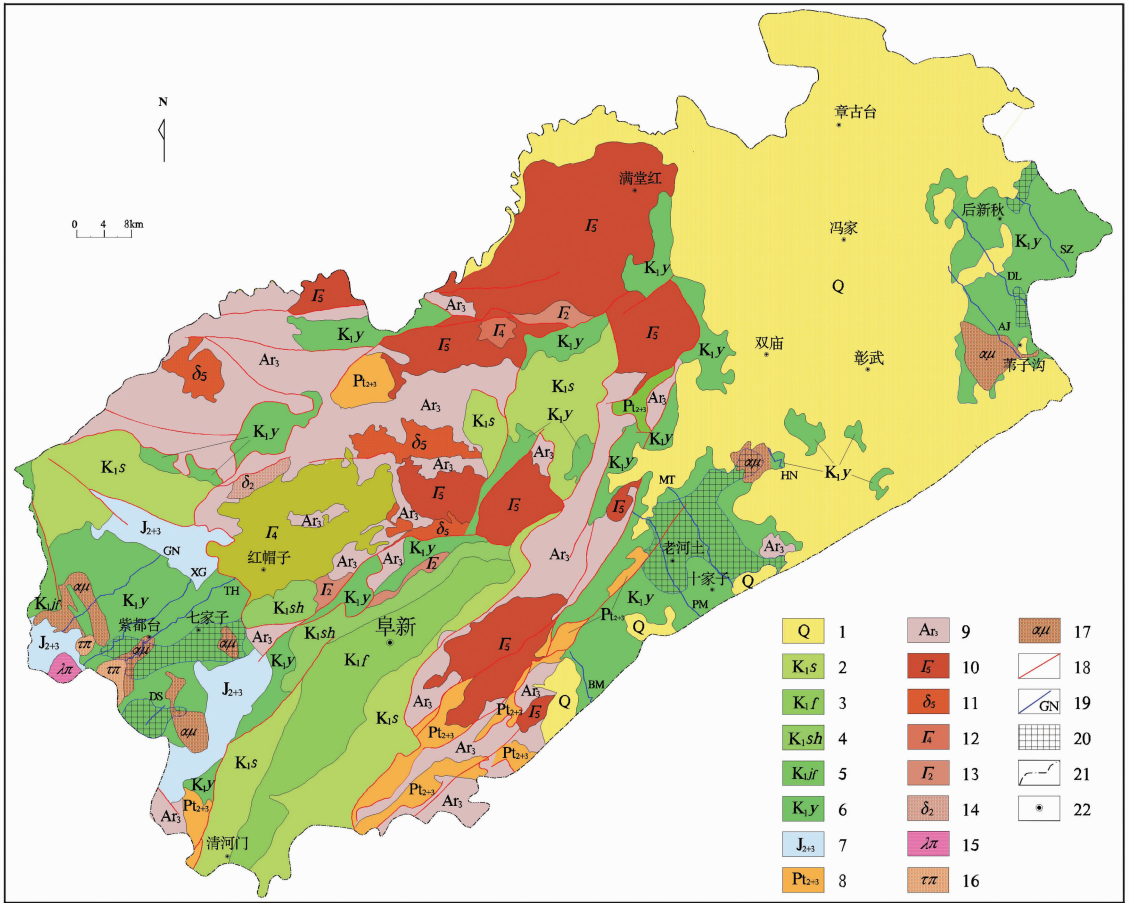 N
0 4 8km
章古台
满堂红
后新秋
冯家
Γ₅
K₁y
SZ
K₁y
DL
Q
Γ₅
Ar₃
Γ₂
Γ₄
K₁y
K₁y
Γ₅
Γ₅
AJ
双庙
K₁y
αμ
苇子沟
Ar₃
彰武
δ₅
Pt₂₊₃
K₁s
Ar₃
K₁s
Pt₂₊₃
Ar₃
K₁y
K₁y
K₁y
δ₅
Ar₃
K₁y
K₁s
Ar₃
αμ
HN
K₁y
δ₂
Γ₅
Γ₅
MT
Γ₅
Ar₃
Ar₃
J₂₊₃
Γ₄
δ₅
Ar₃
Ar₃
GN
红帽子
Ar₃
Ar₃
K₁y
Γ₂
老河土
XG
十家子
Q
αμ
K₁y
TH
Γ₂
K₁jf
K₁sh
K₁y
K₁y
PM
Pt₂₊₃
紫都台
七家子
K₁sh
阜新
J₂₊₃
τπ
αμ
αμ
Ar₃
K₁f
Γ₅
Q
λπ
τπ
K₁y
J₂₊₃
DS
Ar₃
BM
αμ
K₁s
Ar₃
Q
Pt₂₊₃
Γ₅
Pt₂₊₃
K₁s
Ar₃
Pt₂₊₃
K₁y
Pt₂₊₃
Ar₃
Pt₂₊₃
Ar₃
清河门
Q 1
K₁s 2
K₁f 3
K₁sh 4
K₁jf 5
K₁y 6
J₂₊₃ 7
Pt₂₊₃ 8
Ar₃ 9
Γ₅ 10
δ₅ 11
Γ₄ 12
Γ₂ 13
δ₂ 14
λπ 15
τπ 16
αμ 17
18
GN 19
20
21
22